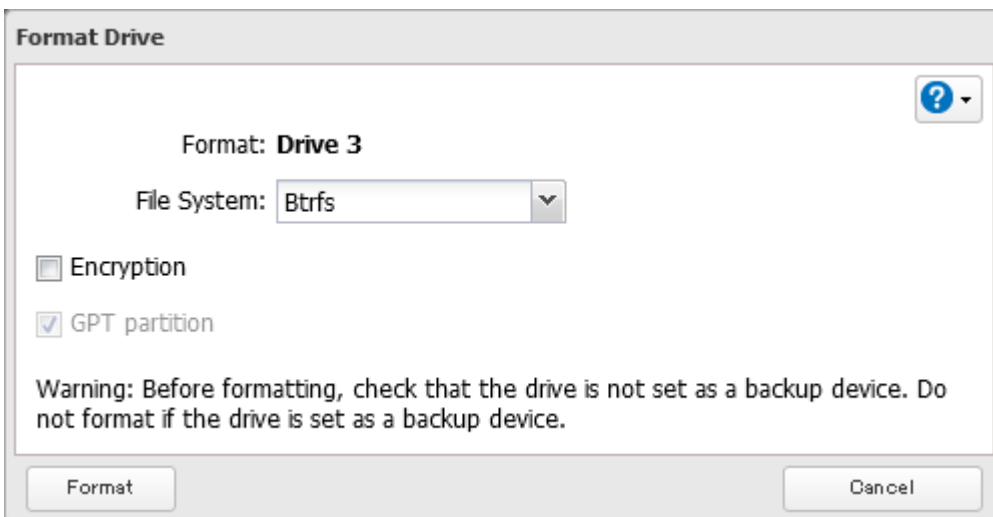 Format Drive
?
Format: Drive 3
File System: Btrfs
Encryption
GPT partition
Warning: Before formatting, check that the drive is not set as a backup device. Do
not format if the drive is set as a backup device.
Format Cancel